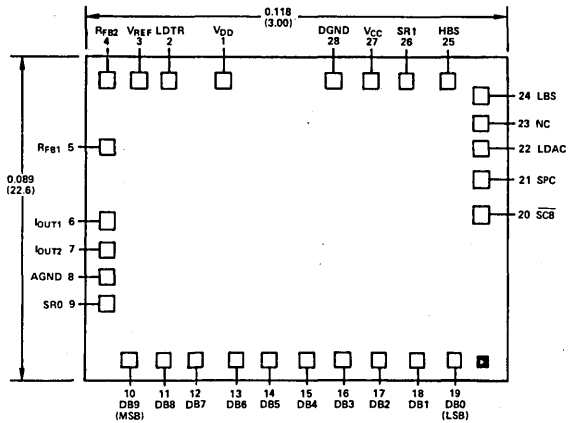 0.118
(3.00)
RFB2 VREF LDTR VDD DGND VCC SR1 HBS
4 3 2 1 28 27 26 25
24 LBS
23 NC
22 LDAC
RFB1 5
21 SPC
0.089
(22.6)
20 SC8
IOUT1 6
IOUT2 7
AGND 8
SR0 9
10 11 12 13 14 15 16 17 18 19
DB9 DB8 DB7 DB6 DB5 DB4 DB3 DB2 DB1 DB0
(MSB) (LSB)